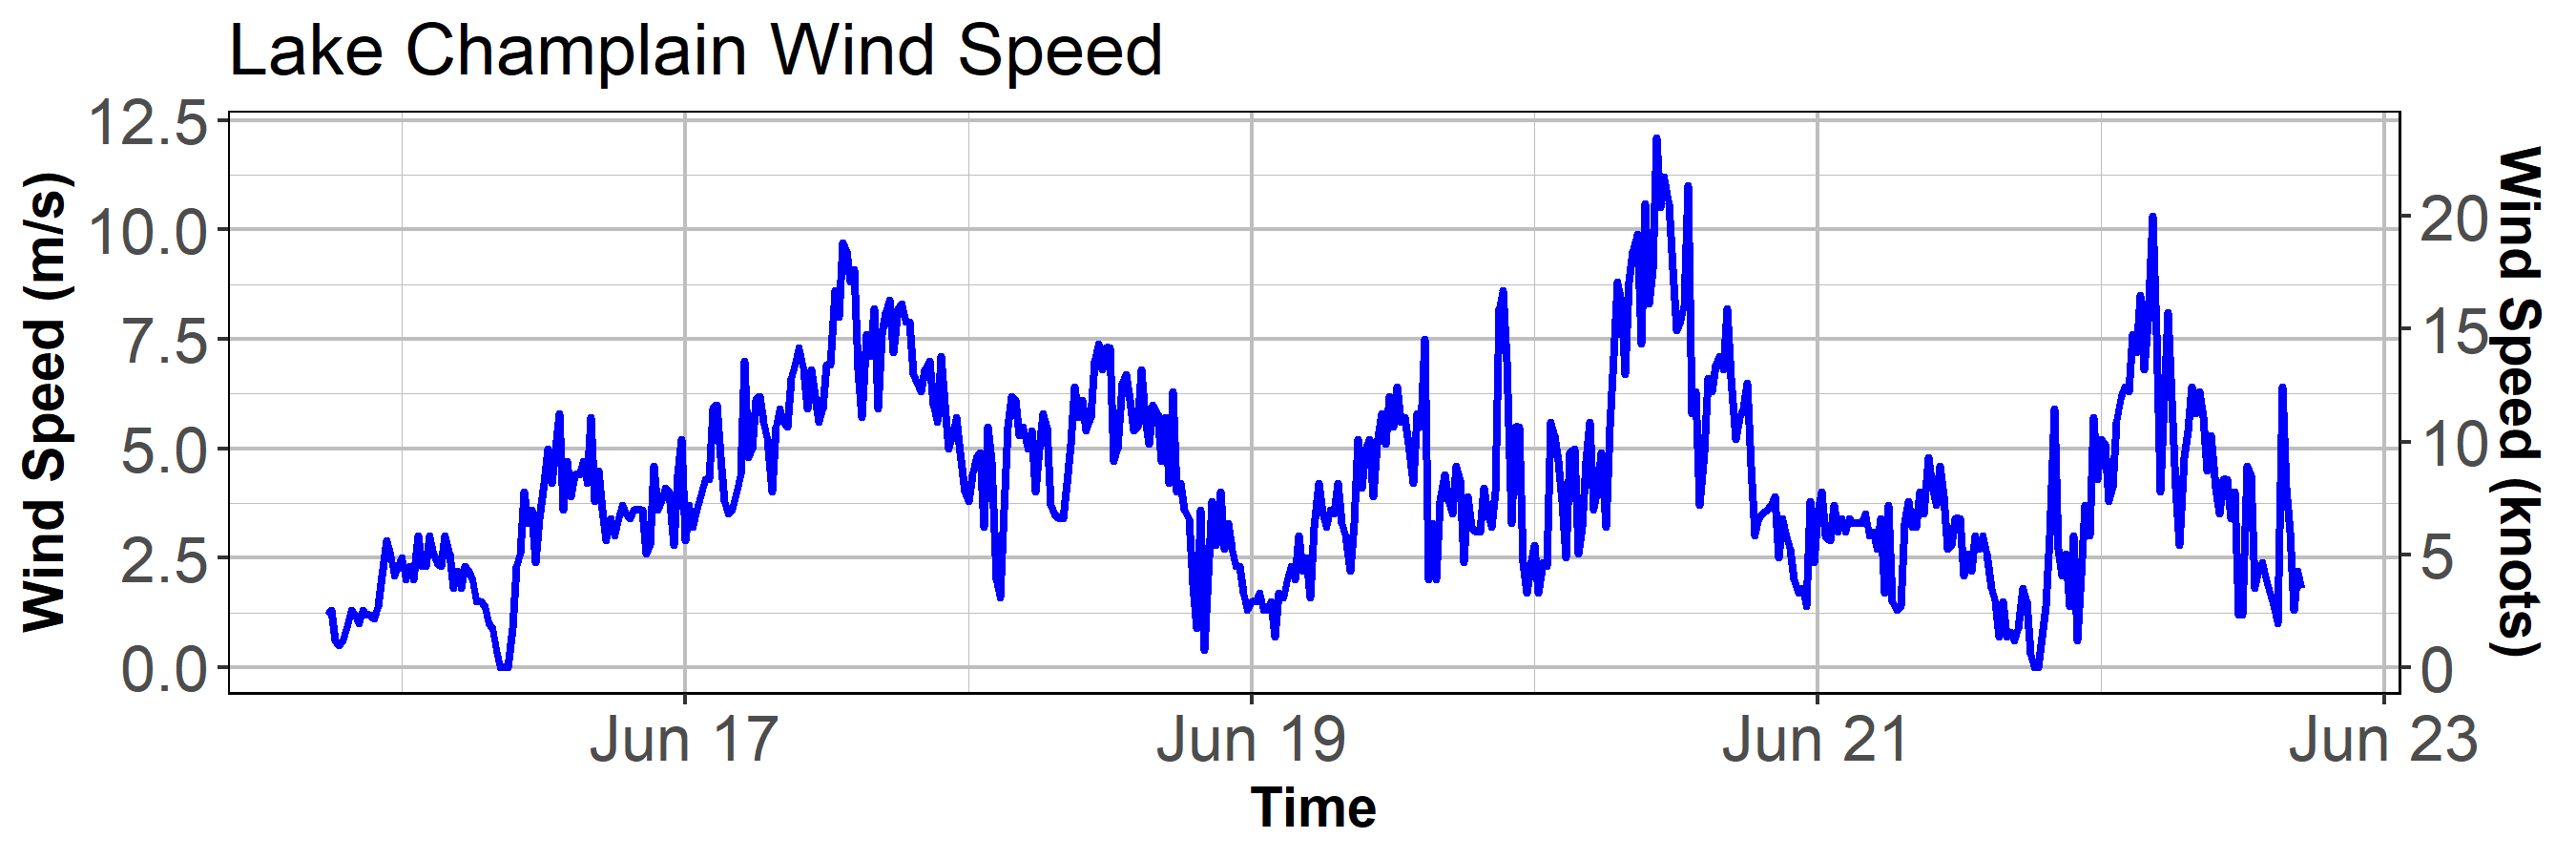 Lake Champlain Wind Speed
12.5
10.0
7.5
5.0
2.5
0.0
Wind Speed (m/s)
20
15
10
5
0
Wind Speed (knots)
Jun 17
Jun 19
Jun 21
Jun 23
Time